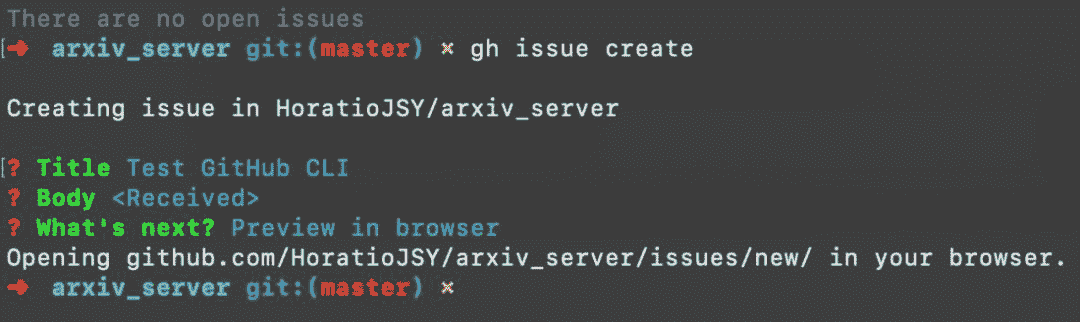 There are no open issues
[➜ arxiv_server git:(master) ✗ gh issue create
Creating issue in HoratioJSY/arxiv_server
[? Title Test GitHub CLI
? Body <Received>
? What's next? Preview in browser
Opening github.com/HoratioJSY/arxiv_server/issues/new/ in your browser.
➜ arxiv_server git:(master) ✗